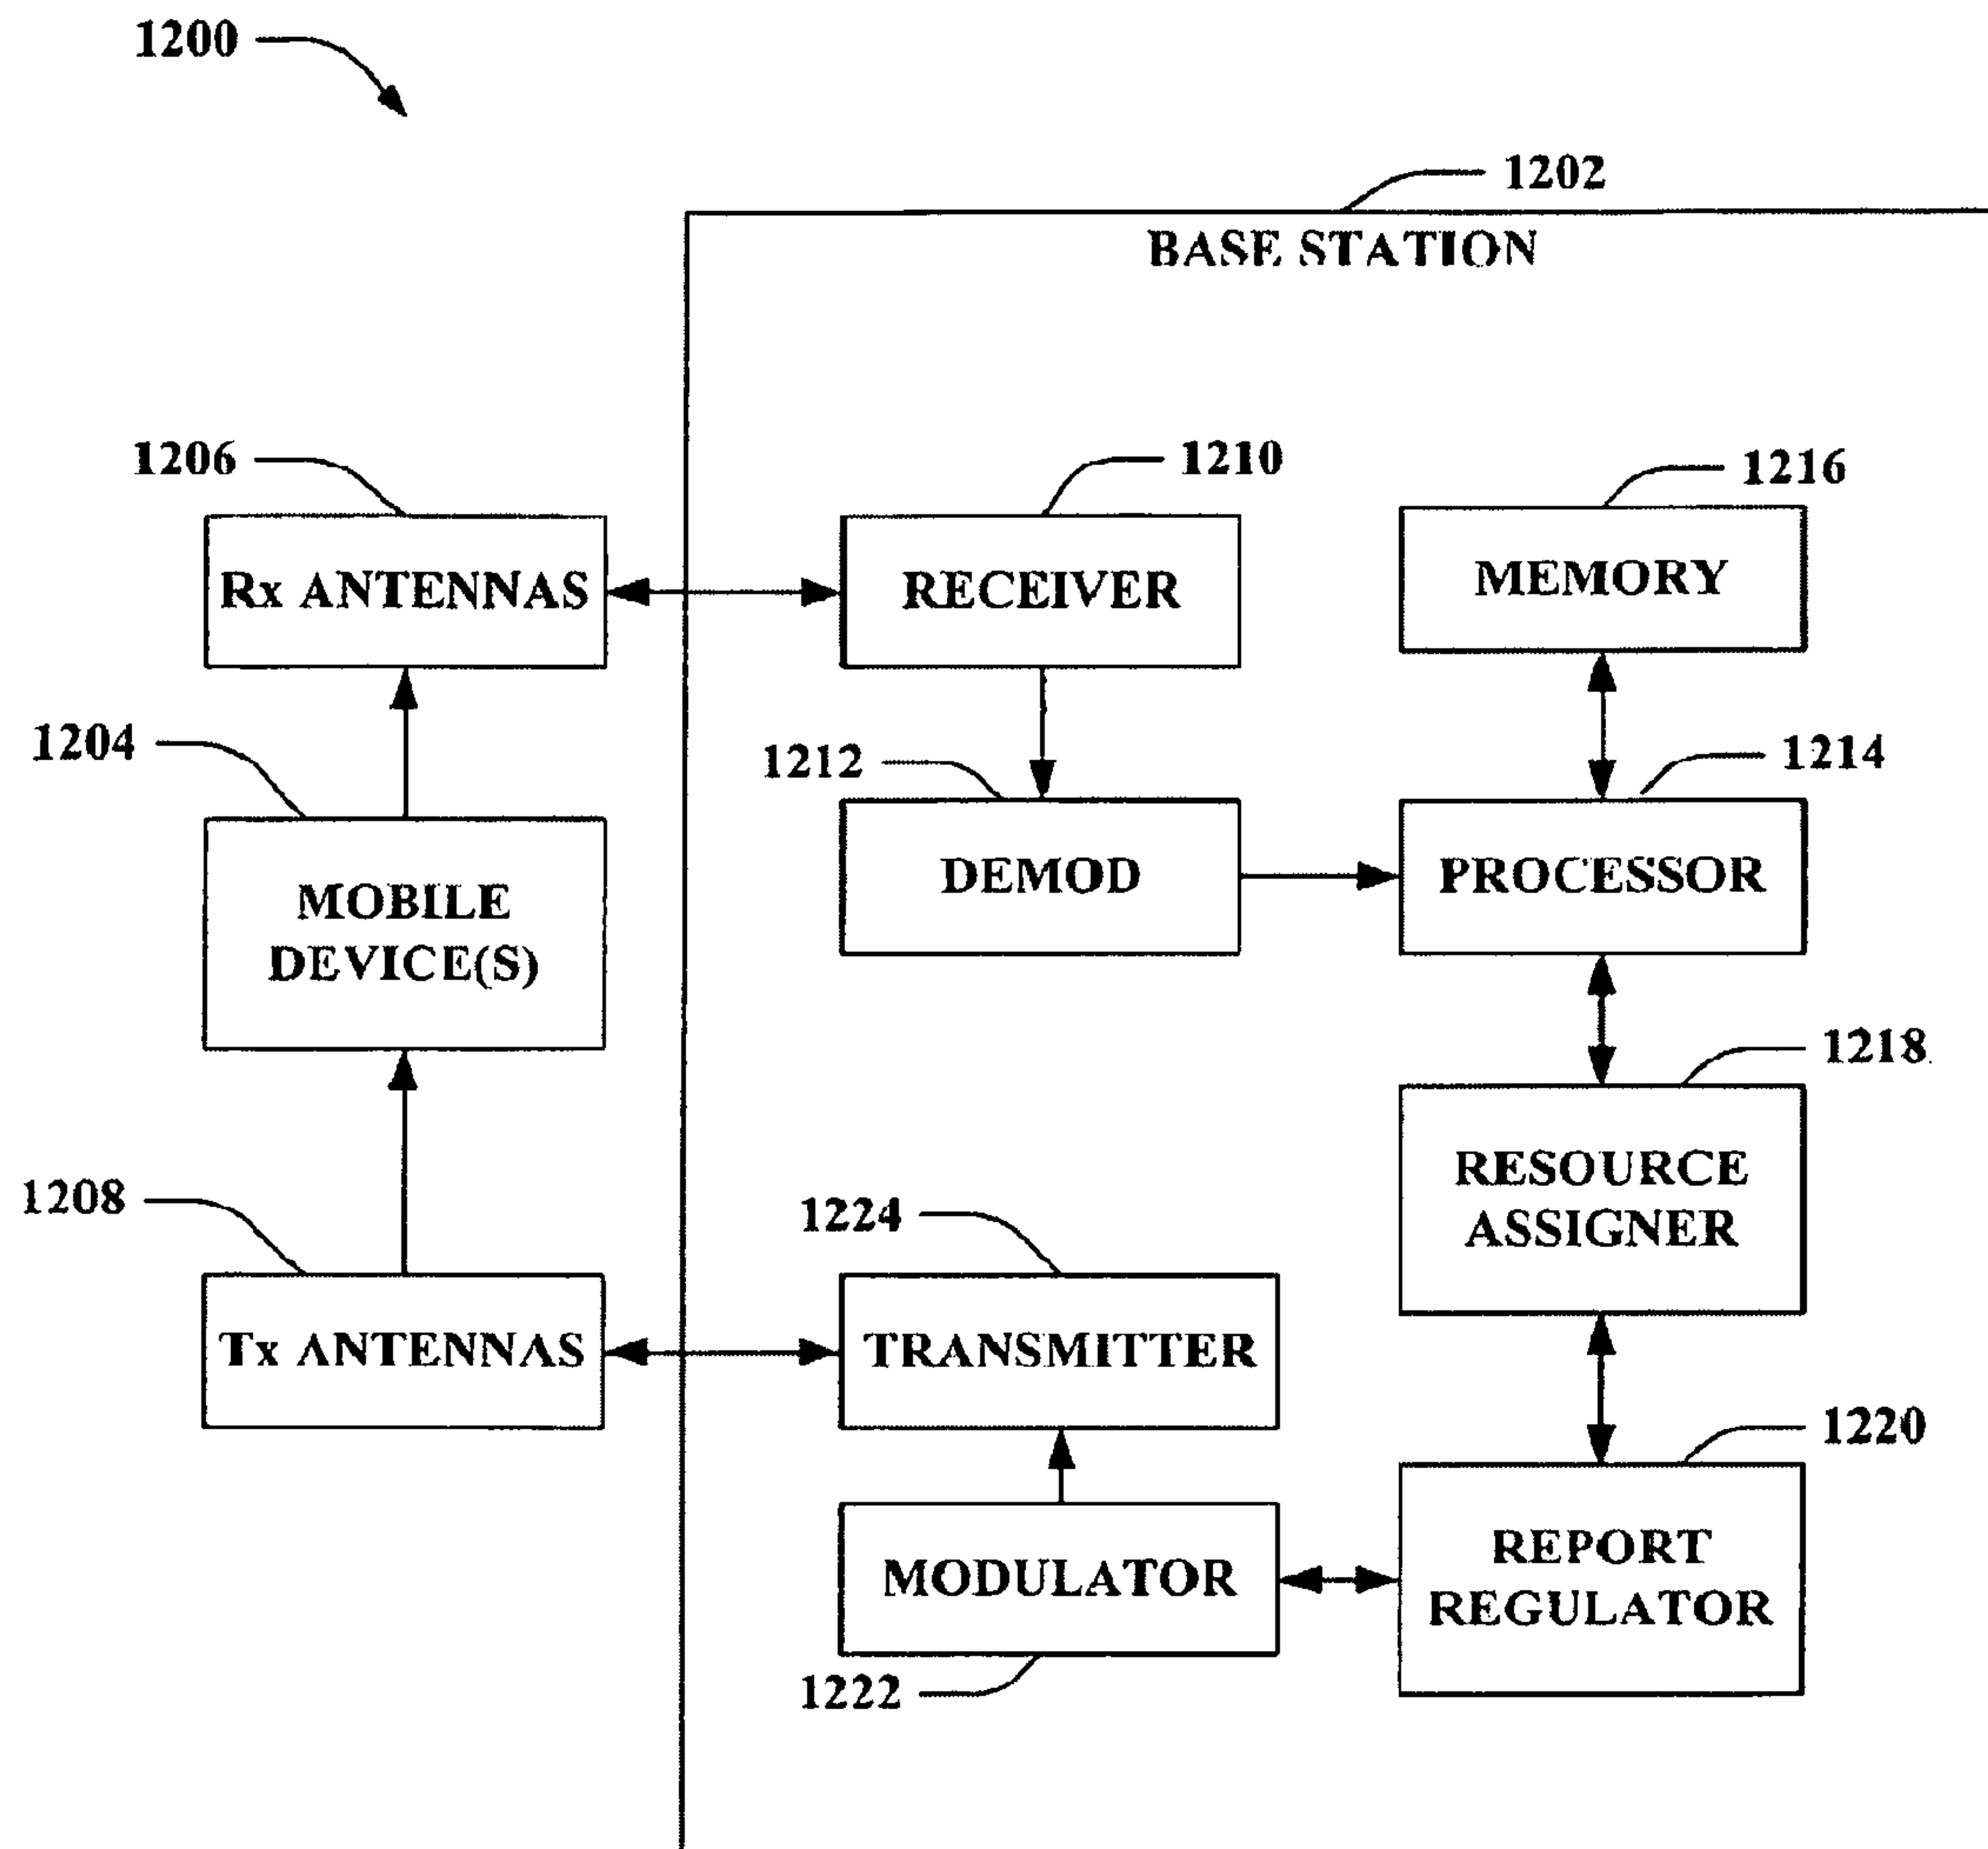 1200
1202
BASE STATION
1206
1210
1216
Rx ANTENNAS
RECEIVER
MEMORY
1204
1212
1214
MOBILE
DEVICE(S)
DEMOD
PROCESSOR
1218
1208
1224
RESOURCE
ASSIGNER
Tx ANTENNAS
TRANSMITTER
1220
MODULATOR
REPORT
REGULATOR
1222